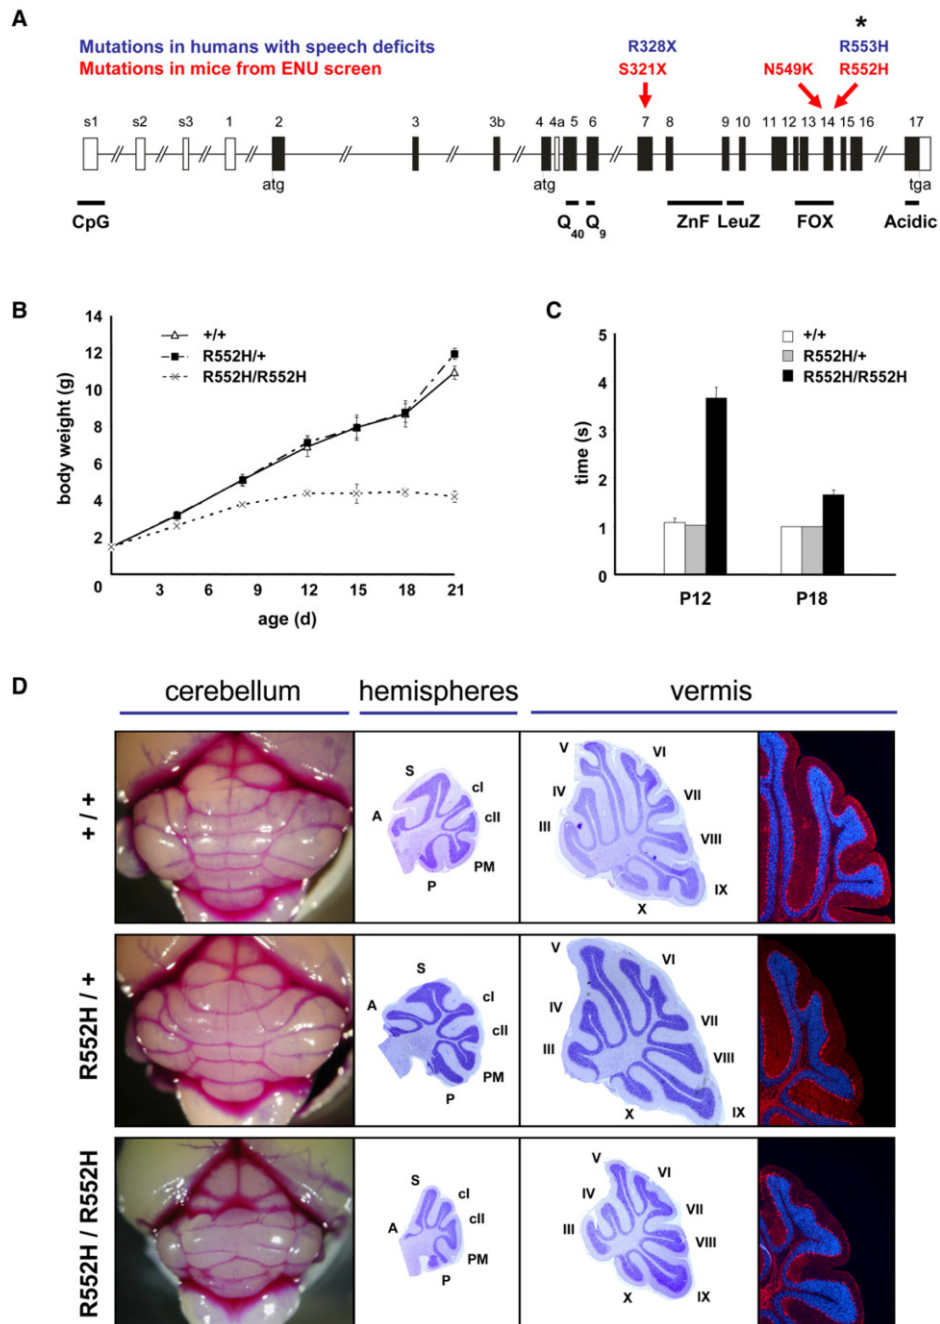 A
Mutations in humans with speech deficits
Mutations in mice from ENU screen
*
R328X R553H
S321X N549K R552H
s1 s2 s3 1 2 3 3b 4 4a 5 6 7 8 9 10 11 12 13 14 15 16 17
atg atg tga
CpG Q40 Q9 ZnF LeuZ FOX Acidic
B
14
12
10
8
6
4
2
0
body weight (g)
+/+
R552H/+
R552H/R552H
3 6 9 12 15 18 21
age (d)
C
5
4
3
2
1
0
time (s)
+/+
R552H/+
R552H/R552H
P12 P18
D
cerebellum hemispheres vermis
+ / +
S
A
cI
cII
PM
P
V
VI
IV
VII
III
VIII
IX
X
R552H / +
S
A
cI
cII
PM
P
V
VI
IV
VII
III
VIII
X
IX
R552H / R552H
S
cI
A
cII
PM
P
V
VI
IV
VII
III
VIII
X
IX